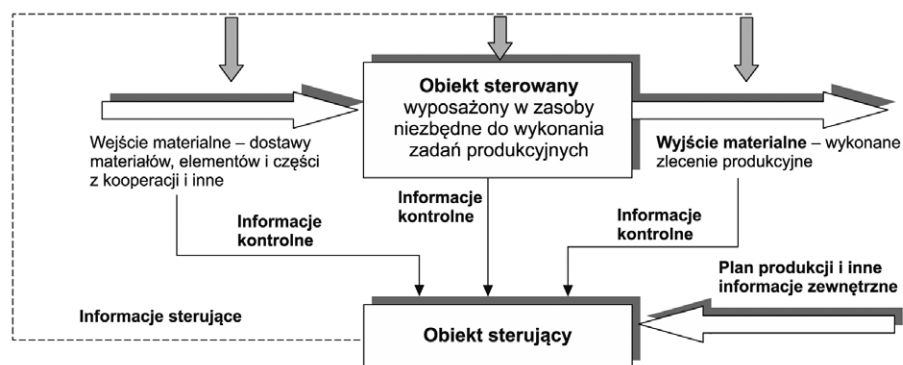 Obiekt sterowany
wyposażony w zasoby
niezbędne do wykonania
zadań produkcyjnych
Wejście materialne – dostawy
materiałów, elementów i części
z kooperacji i inne
Wyjście materialne – wykonane
zlecenie produkcyjne
Informacje
kontrolne
Informacje
kontrolne
Informacje
kontrolne
Plan produkcji i inne
informacje zewnętrzne
Informacje sterujące
Obiekt sterujący